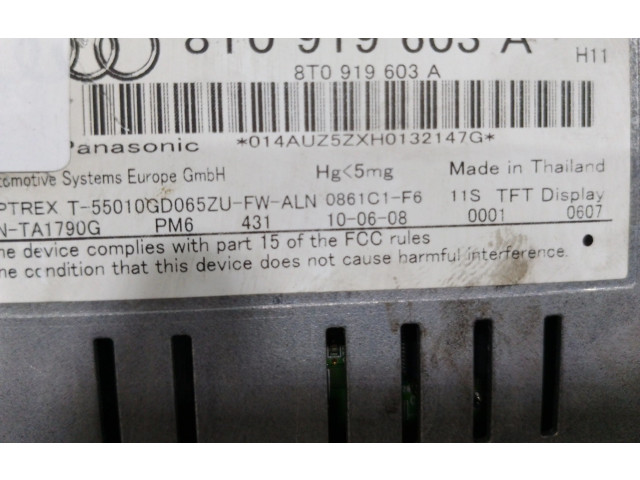 8T0 919 603 A
H11
8T0 919 603 A
Panasonic *014AUZ5ZXH0132147G*
tomotive Systems Europe GmbH Hg<5mg Made in Thailand
PTREX T-55010GD065ZU-FW-ALN 0861C1-F6 11S TFT Display
N-TA1790G PM6 431 10-06-08 0001 0607
he device complies with part 15 of the FCC rules
he condition that this device does not cause harmful interference.